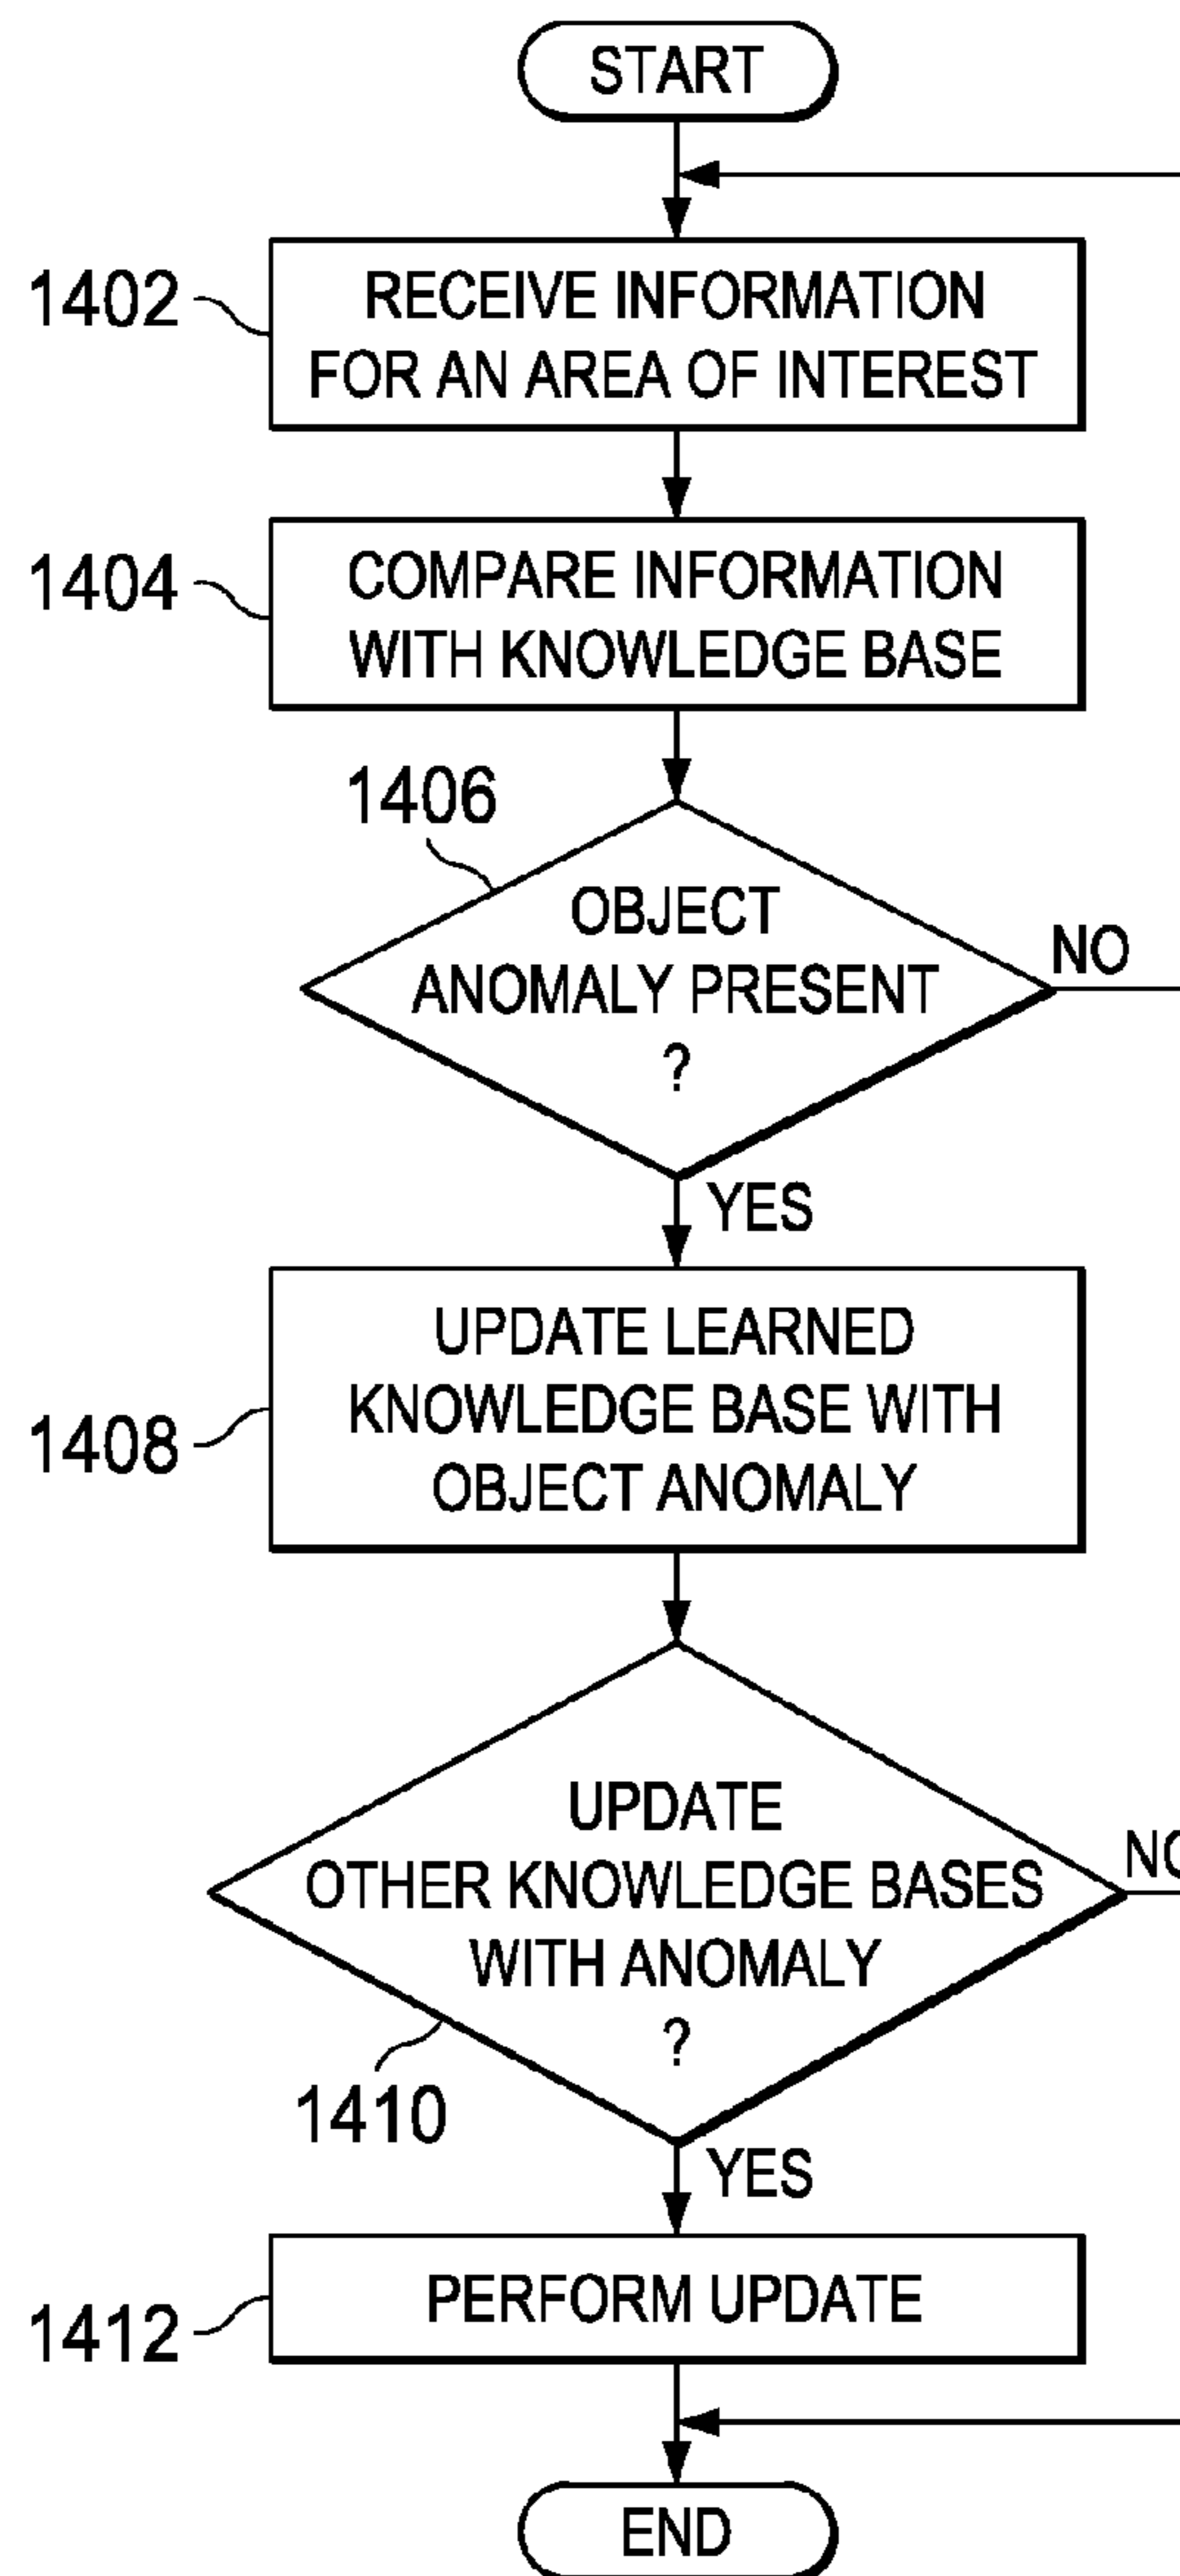 START
1402
RECEIVE INFORMATION
FOR AN AREA OF INTEREST
1404
COMPARE INFORMATION
WITH KNOWLEDGE BASE
1406
OBJECT
ANOMALY PRESENT
?
NO
YES
1408
UPDATE LEARNED
KNOWLEDGE BASE WITH
OBJECT ANOMALY
UPDATE
OTHER KNOWLEDGE BASES
WITH ANOMALY
?
NO
1410
YES
1412
PERFORM UPDATE
END